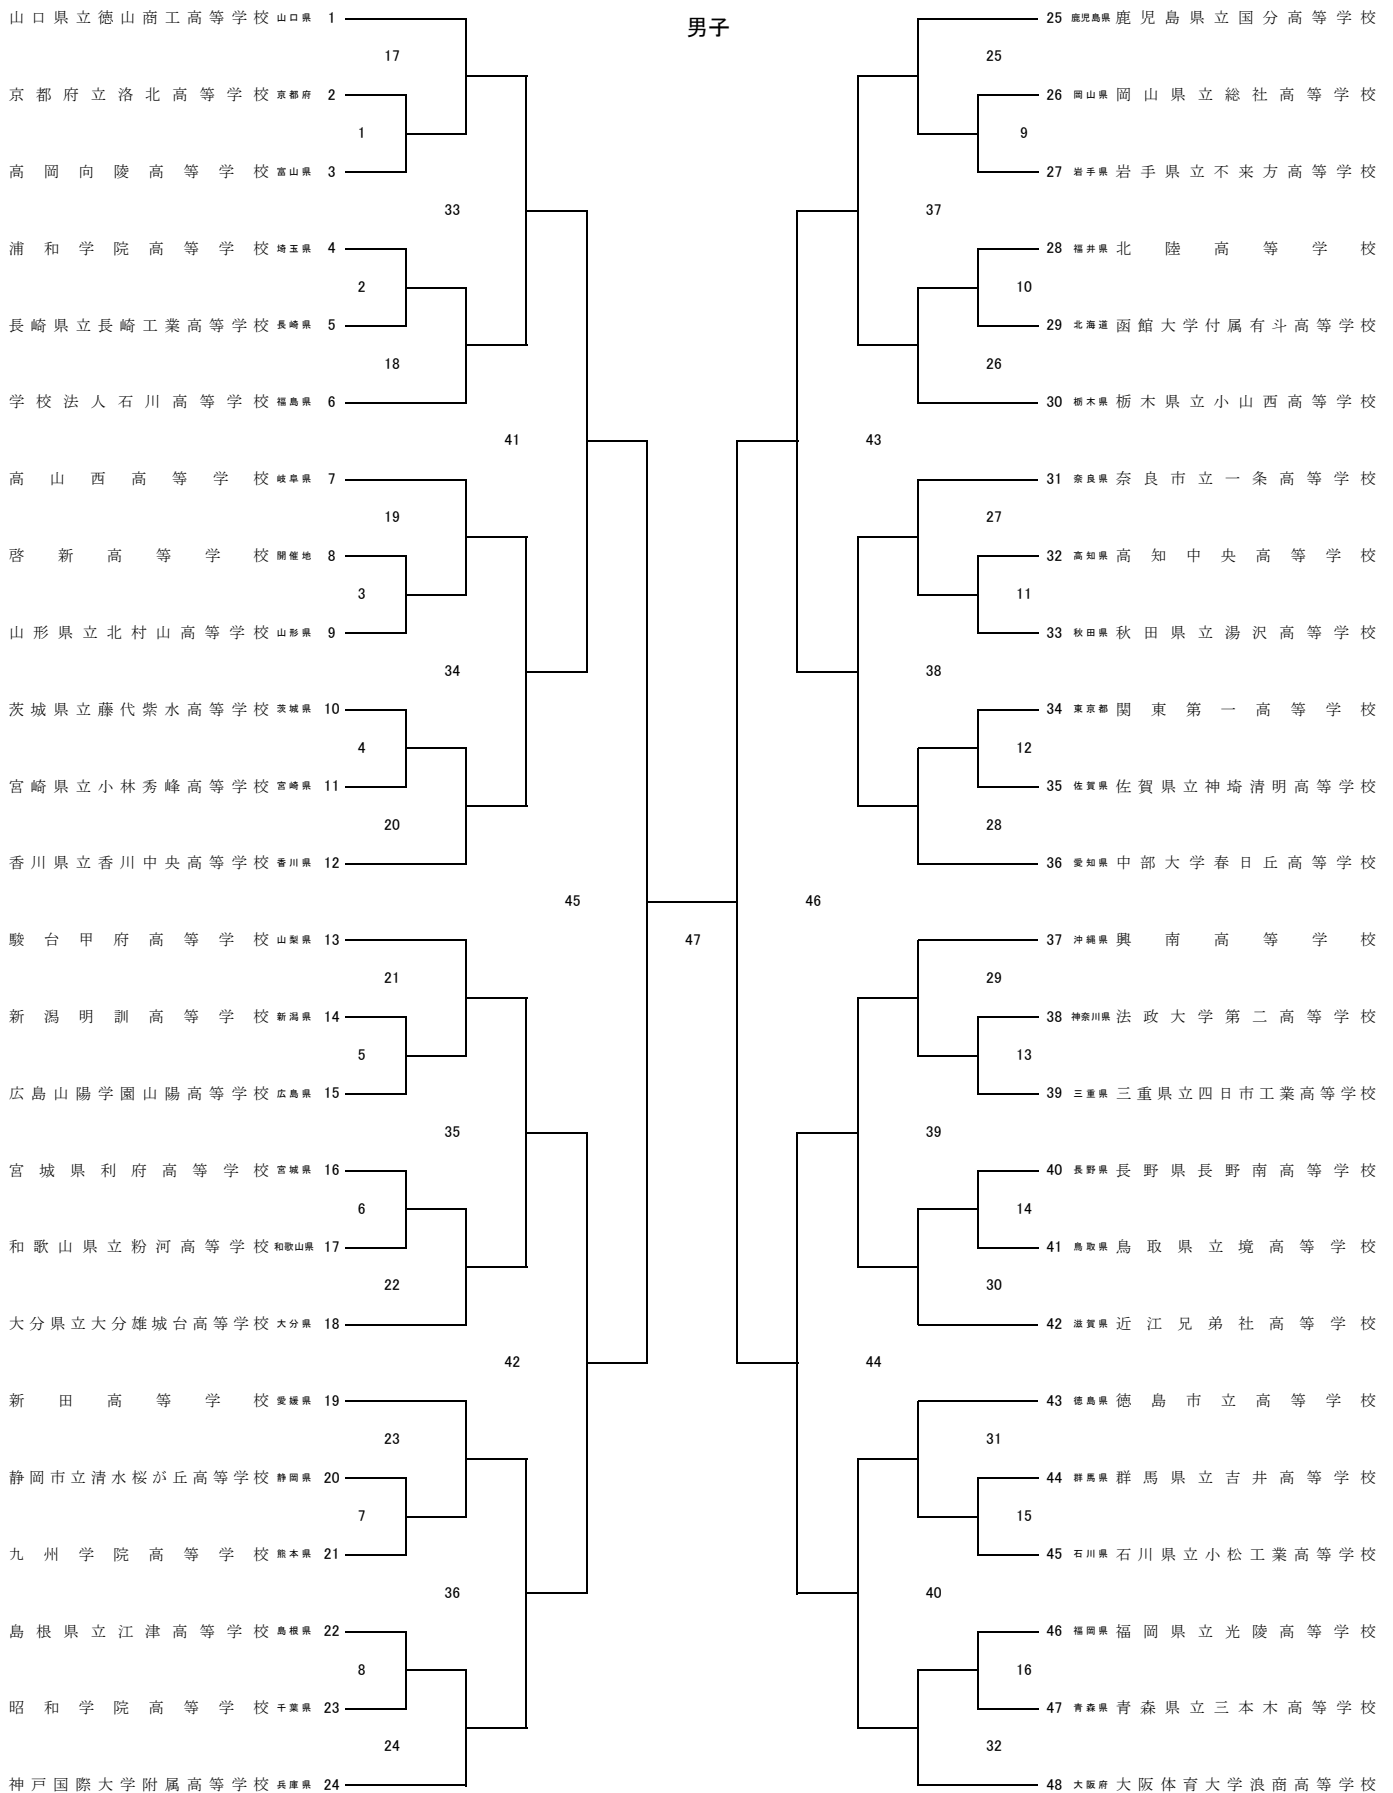 男子
山口県立徳山商工高等学校 山口県 1
17
京都府立洛北高等学校 京都府 2
1
高岡向陵高等学校 富山県 3
33
浦和学院高等学校 埼玉県 4
2
長崎県立長崎工業高等学校 長崎県 5
18
学校法人石川高等学校 福島県 6
41
高山西高等学校 岐阜県 7
19
啓新高等学校 開催地 8
3
山形県立北村山高等学校 山形県 9
34
茨城県立藤代紫水高等学校 茨城県 10
4
宮崎県立小林秀峰高等学校 宮崎県 11
20
香川県立香川中央高等学校 香川県 12
45
駿台甲府高等学校 山梨県 13
21
新潟明訓高等学校 新潟県 14
5
広島山陽学園山陽高等学校 広島県 15
35
宮城県利府高等学校 宮城県 16
6
和歌山県立粉河高等学校 和歌山県 17
22
大分県立大分雄城台高等学校 大分県 18
42
新田高等学校 愛媛県 19
23
静岡市立清水桜が丘高等学校 静岡県 20
7
九州学院高等学校 熊本県 21
36
島根県立江津高等学校 島根県 22
8
昭和学院高等学校 千葉県 23
24
神戸国際大学附属高等学校 兵庫県 24
47
25 鹿児島県 鹿児島県立国分高等学校
25
26 岡山県 岡山県立総社高等学校
9
27 岩手県 岩手県立不来方高等学校
37
28 福井県 北陸高等学校
10
29 北海道 函館大学付属有斗高等学校
26
30 栃木県 栃木県立小山西高等学校
43
31 奈良県 奈良市立一条高等学校
27
32 高知県 高知中央高等学校
11
33 秋田県 秋田県立湯沢高等学校
38
34 東京都 関東第一高等学校
12
35 佐賀県 佐賀県立神埼清明高等学校
28
36 愛知県 中部大学春日丘高等学校
46
37 沖縄県 興南高等学校
29
38 神奈川県 法政大学第二高等学校
13
39 三重県 三重県立四日市工業高等学校
39
40 長野県 長野県長野南高等学校
14
41 鳥取県 鳥取県立境高等学校
30
42 滋賀県 近江兄弟社高等学校
44
43 徳島県 徳島市立高等学校
31
44 群馬県 群馬県立吉井高等学校
15
45 石川県 石川県立小松工業高等学校
40
46 福岡県 福岡県立光陵高等学校
16
47 青森県 青森県立三本木高等学校
32
48 大阪府 大阪体育大学浪商高等学校